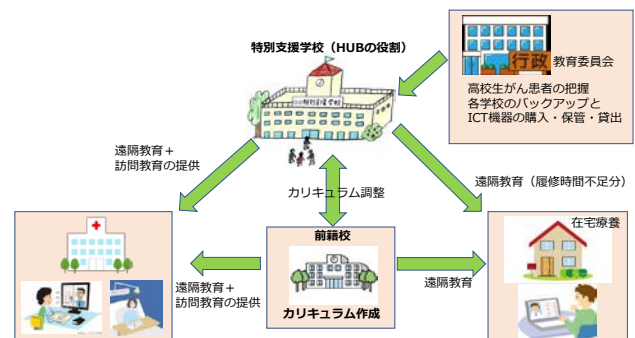 特別支援学校（HUBの役割）
行政
教育委員会
高校生がん患者の把握
各学校のバックアップと
ICT機器の購入・保管・貸出
遠隔教育＋
訪問教育の提供
カリキュラム調整
遠隔教育（履修時間不足分）
在宅療養
前籍校
カリキュラム作成
遠隔教育＋
訪問教育の提供
遠隔教育